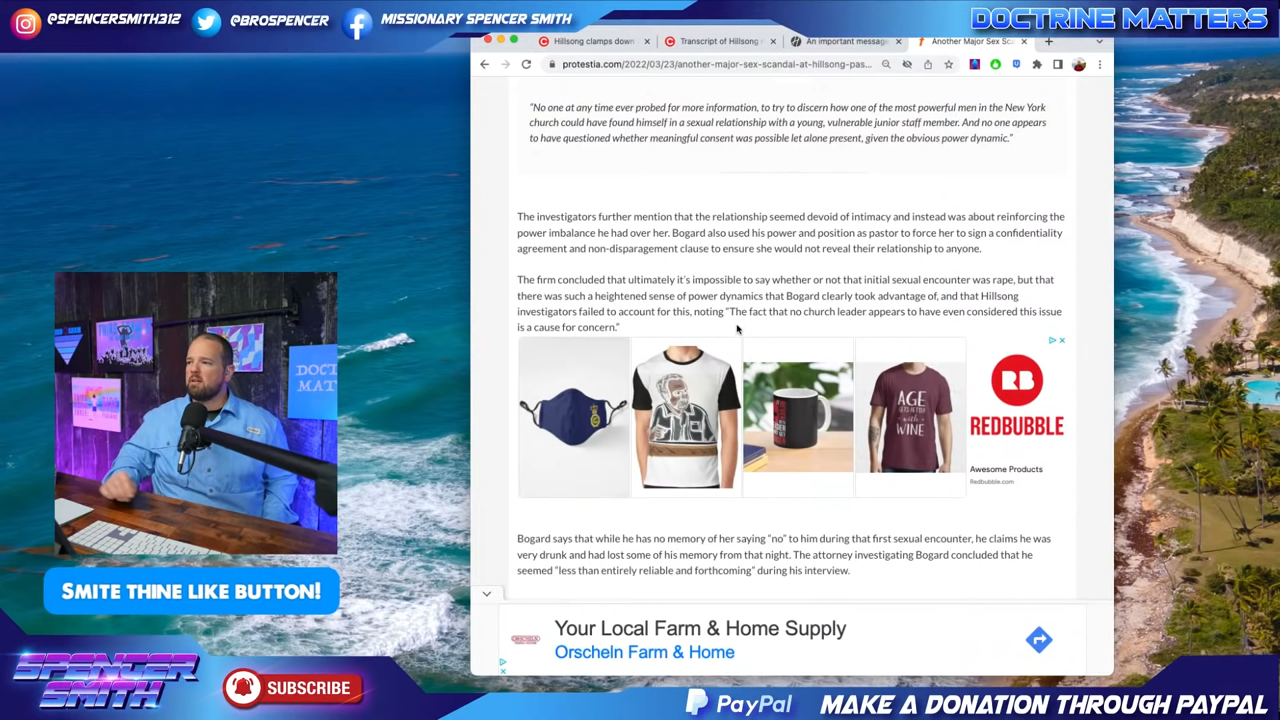 @SPENCERSMITH312
@BROSPENCER
MISSIONARY SPENCER SMITH
DOCTRINE MATTERS
Hillsong clamps down
Transcript of Hillsong
An important message
Another Major Sex Sca
protestia.com/2022/03/23/another-major-sex-scandal-at-hillsong-pas...
“No one at any time ever probed for more information, to try to discern how one of the most powerful men in the New York
church could have found himself in a sexual relationship with a young, vulnerable junior staff member. And no one appears
to have questioned whether meaningful consent was possible let alone present, given the obvious power dynamic.”
The investigators further mention that the relationship seemed devoid of intimacy and instead was about reinforcing the
power imbalance he had over her. Bogard also used his power and position as pastor to force her to sign a confidentiality
agreement and non-disparagement clause to ensure she would not reveal their relationship to anyone.
The firm concluded that ultimately it’s impossible to say whether or not that initial sexual encounter was rape, but that
there was such a heightened sense of power dynamics that Bogard clearly took advantage of, and that Hillsong
investigators failed to account for this, noting “The fact that no church leader appears to have even considered this issue
is a cause for concern.”
DOCT
MAT
AGE
with
WINE
RB
REDBUBBLE
Awesome Products
Redbubble.com
Bogard says that while he has no memory of her saying “no” to him during that first sexual encounter, he claims he was
very drunk and had lost some of his memory from that night. The attorney investigating Bogard concluded that he
seemed “less than entirely reliable and forthcoming” during his interview.
SMITE THINE LIKE BUTTON!
ORSCHELN
Your Local Farm & Home Supply
Orscheln Farm & Home
SPENCER
SMITH
SUBSCRIBE
PayPal
MAKE A DONATION THROUGH PAYPAL